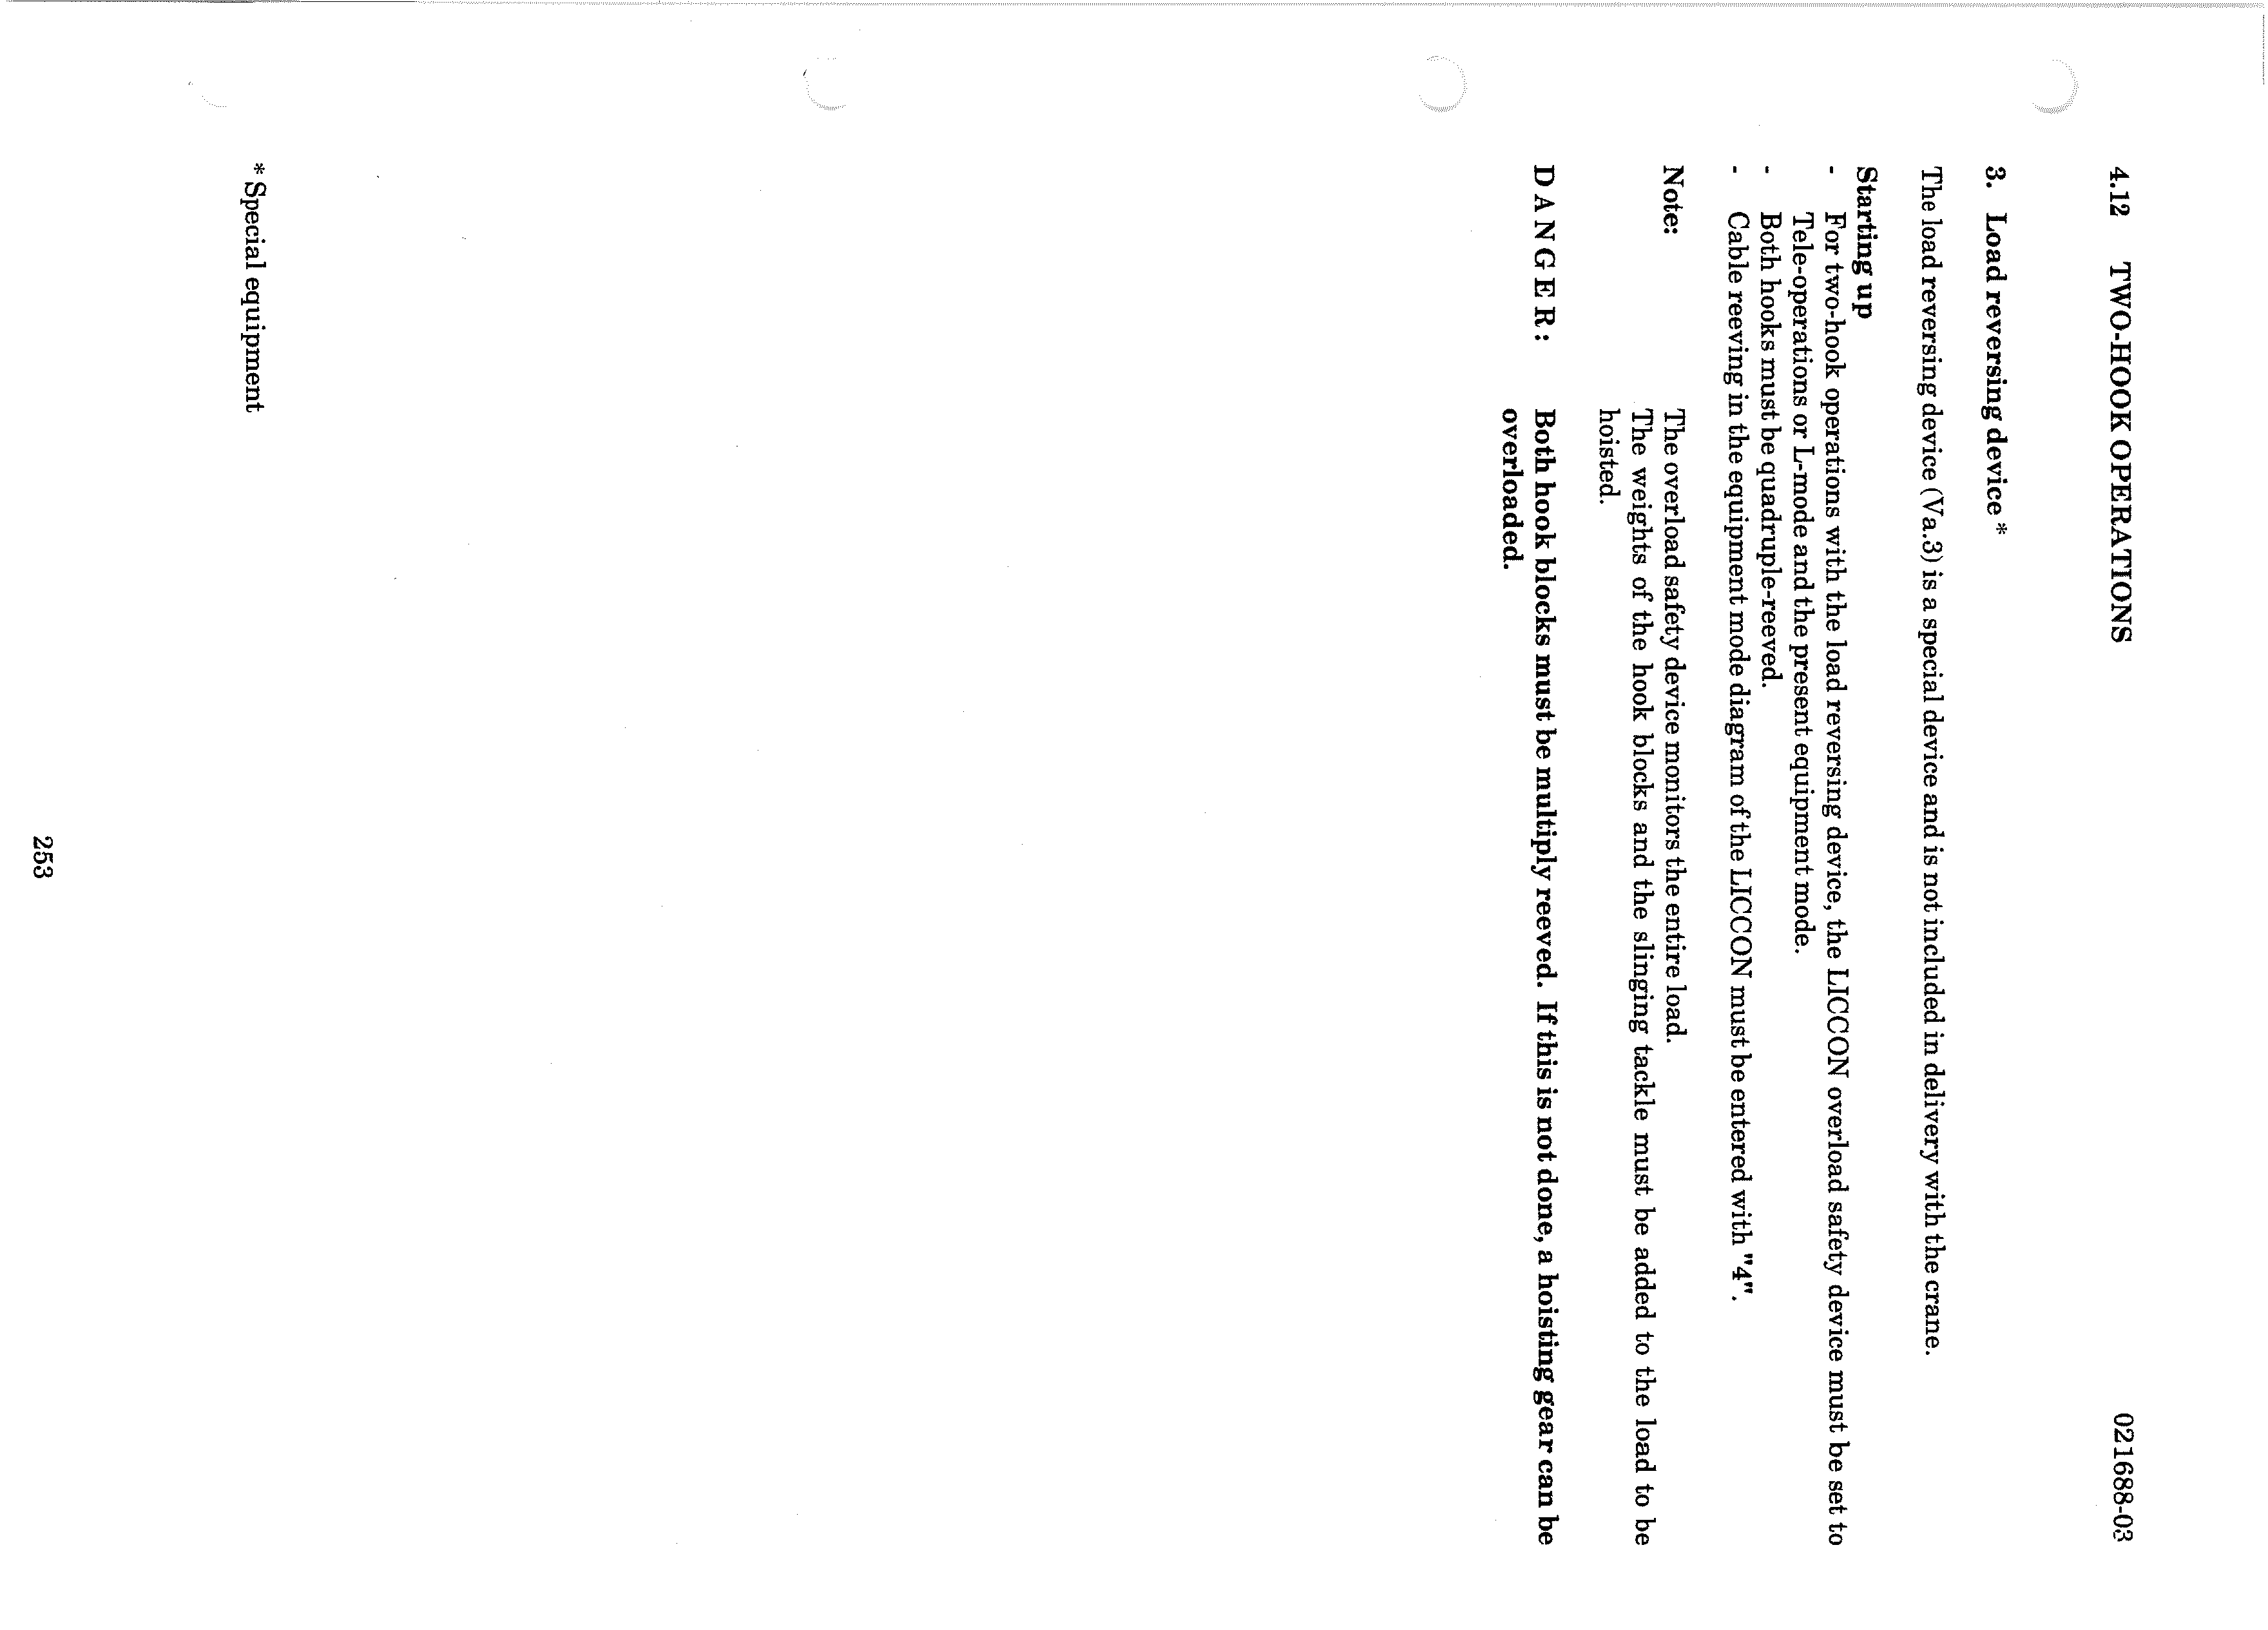 4.12 TWO-HOOK OPERATIONS 021688-03
3. Load reversing device *
The load reversing device (Va.3) is a special device and is not included in delivery with the crane.
Starting up
- For two-hook operations with the load reversing device, the LICCON overload safety device must be set to
Tele-operations or L-mode and the present equipment mode.
- Both hooks must be quadruple-reeved.
- Cable reeving in the equipment mode diagram of the LICCON must be entered with "4".
Note: The overload safety device monitors the entire load.
The weights of the hook blocks and the slinging tackle must be added to the load to be
hoisted.
DANGER: Both hook blocks must be multiply reeved. If this is not done, a hoisting gear can be
overloaded.
* Special equipment
253